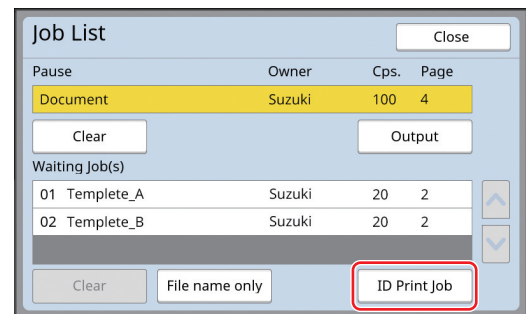 Job List Close
Pause Owner Cps. Page
Document Suzuki 100 4
Clear Output
Waiting Job(s)
01 Templete_A Suzuki 20 2
02 Templete_B Suzuki 20 2
Clear File name only ID Print Job